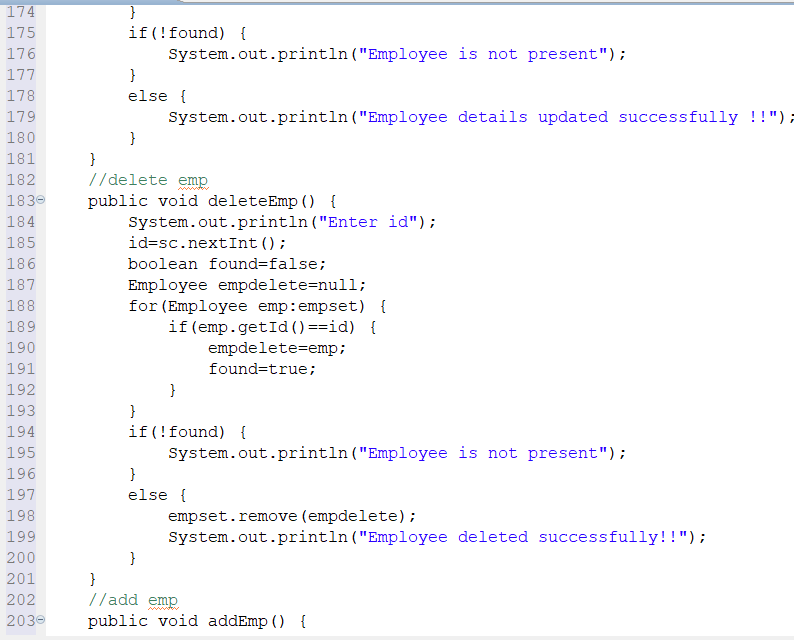 174         }
175         if(!found) {
176             System.out.println("Employee is not present");
177         }
178         else {
179             System.out.println("Employee details updated successfully !!");
180         }
181     }
182     //delete emp
183     public void deleteEmp() {
184         System.out.println("Enter id");
185         id=sc.nextInt();
186         boolean found=false;
187         Employee empdelete=null;
188         for(Employee emp:empset) {
189             if(emp.getId()==id) {
190                 empdelete=emp;
191                 found=true;
192             }
193         }
194         if(!found) {
195             System.out.println("Employee is not present");
196         }
197         else {
198             empset.remove(empdelete);
199             System.out.println("Employee deleted successfully!!");
200         }
201     }
202     //add emp
203     public void addEmp() {